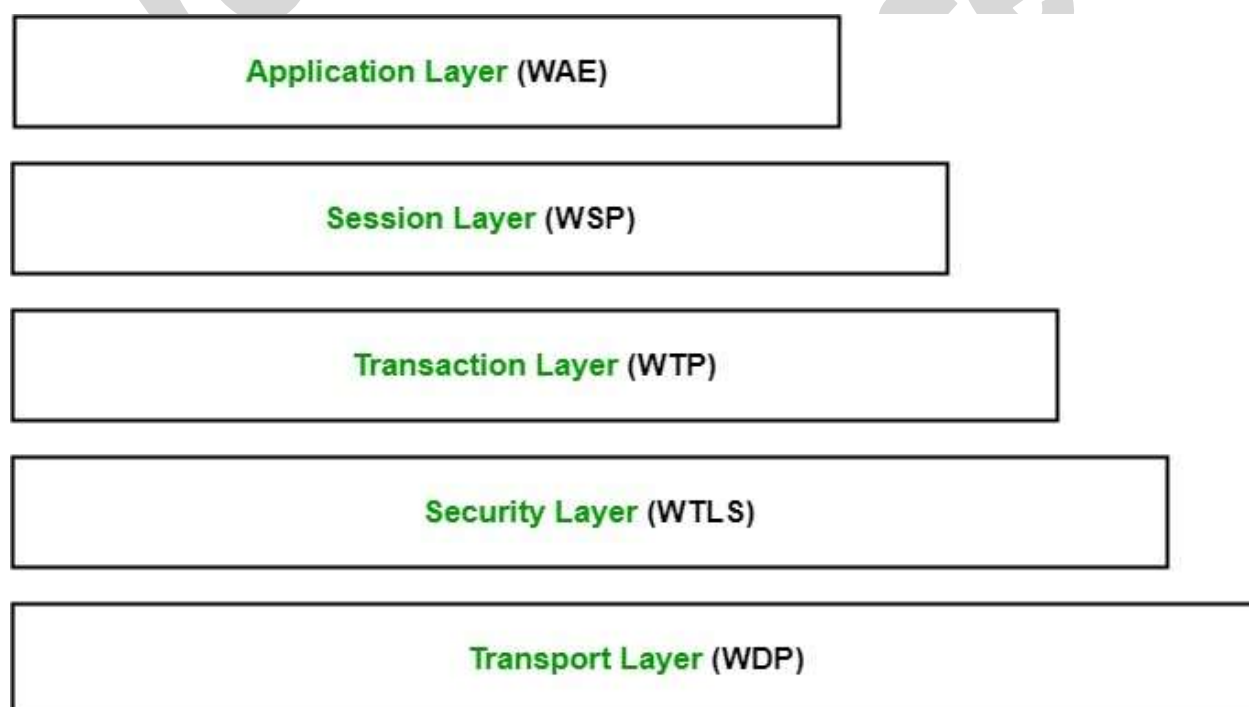 Application Layer (WAE)
Session Layer (WSP)
Transaction Layer (WTP)
Security Layer (WTLS)
Transport Layer (WDP)